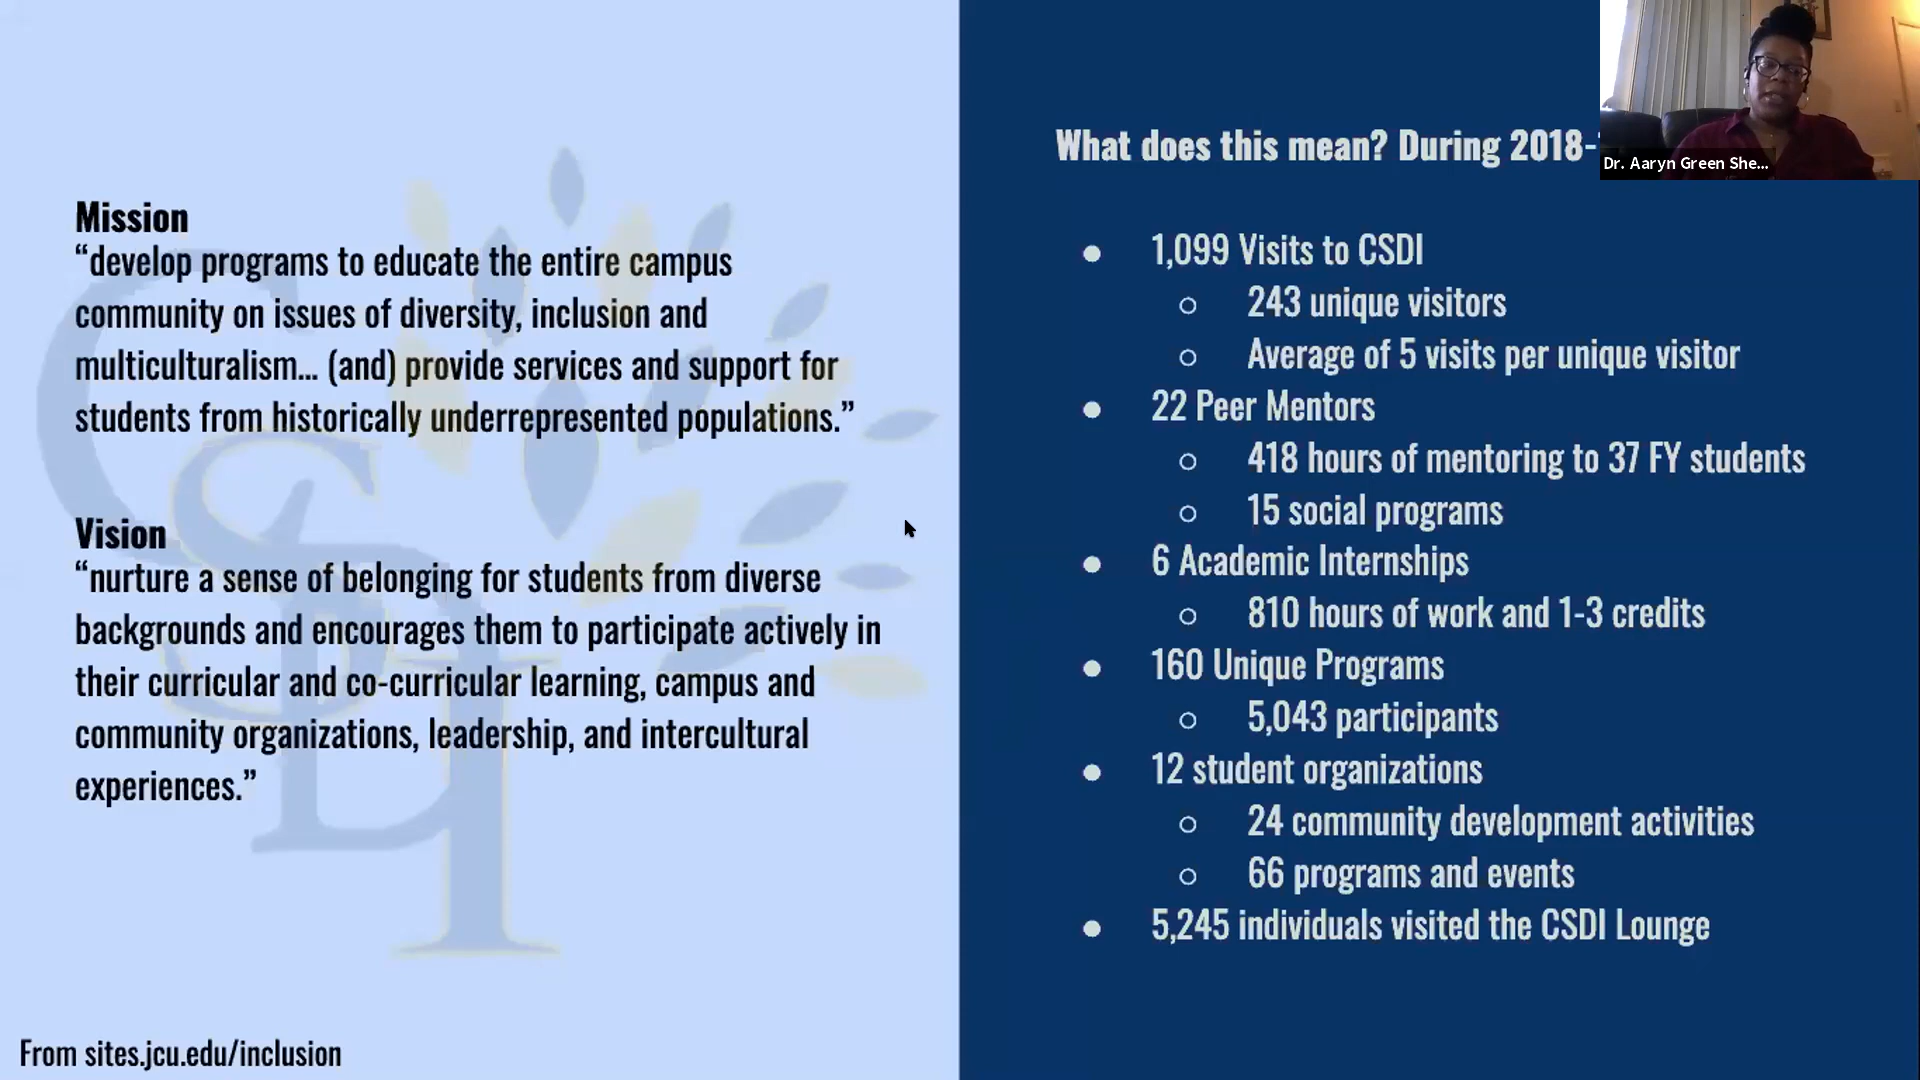 Mission
“develop programs to educate the entire campus
community on issues of diversity, inclusion and
multiculturalism... (and) provide services and support for
students from historically underrepresented populations.”
Vision
“nurture a sense of belonging for students from diverse
backgrounds and encourages them to participate actively in
their curricular and co-curricular learning, campus and
community organizations, leadership, and intercultural
experiences.”
From sites.jcu.edu/inclusion
What does this mean? During 2018-
● 1,099 Visits to CSDI
○ 243 unique visitors
○ Average of 5 visits per unique visitor
● 22 Peer Mentors
○ 418 hours of mentoring to 37 FY students
○ 15 social programs
● 6 Academic Internships
○ 810 hours of work and 1-3 credits
● 160 Unique Programs
○ 5,043 participants
● 12 student organizations
○ 24 community development activities
○ 66 programs and events
● 5,245 individuals visited the CSDI Lounge
Dr. Aaryn Green She...
CSDI